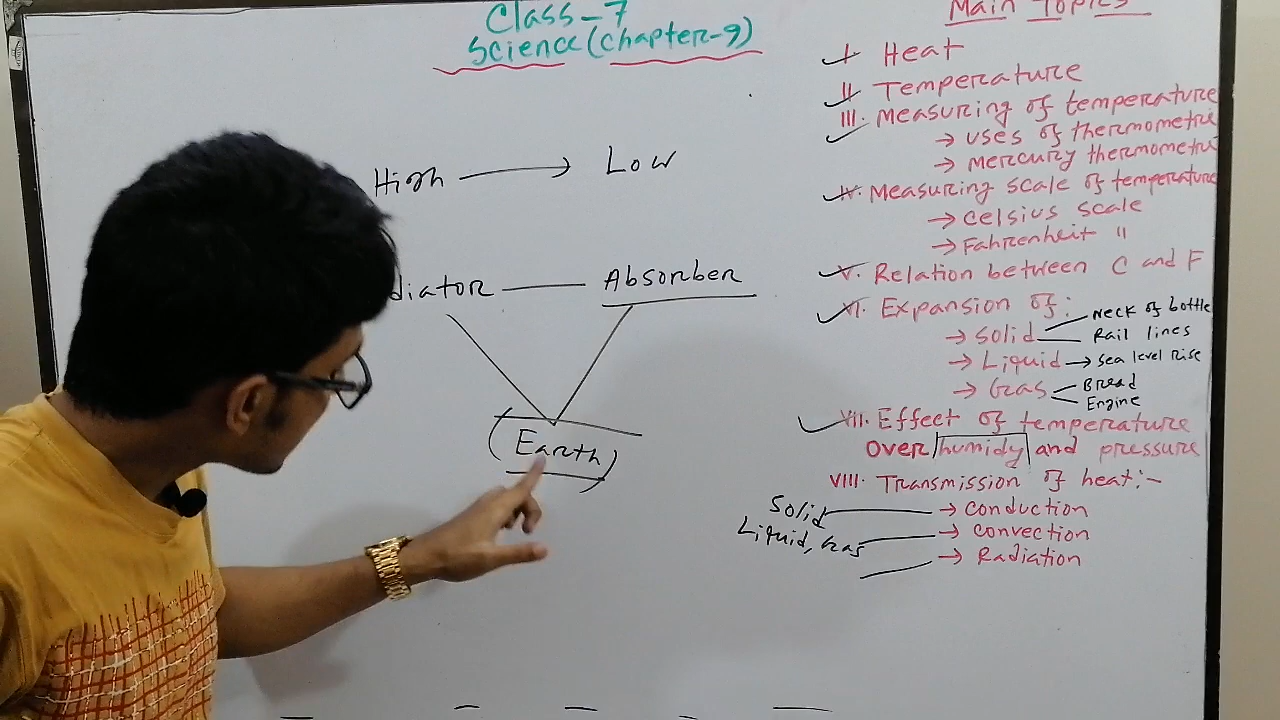 Class-7
Science (chapter-9)
High → Low
diator — Absorber
(Earth)
Main Topics
I Heat
II Temperature
III. Measuring of temperature
→ uses of thermometre
→ mercury thermometre
IV. Measuring scale of temperature
→ Celsius scale
→ Fahrenheit "
V. Relation between C and F
VI. Expansion of:
→ Solid Neck of bottle
Rail lines
→ Liquid → Sea level Rise
→ Gas Bread
Engine
VII. Effect of temperature
Over humidy and pressure
VIII. Transmission of heat:-
Solid → Conduction
Liquid, Gas → Convection
→ Radiation